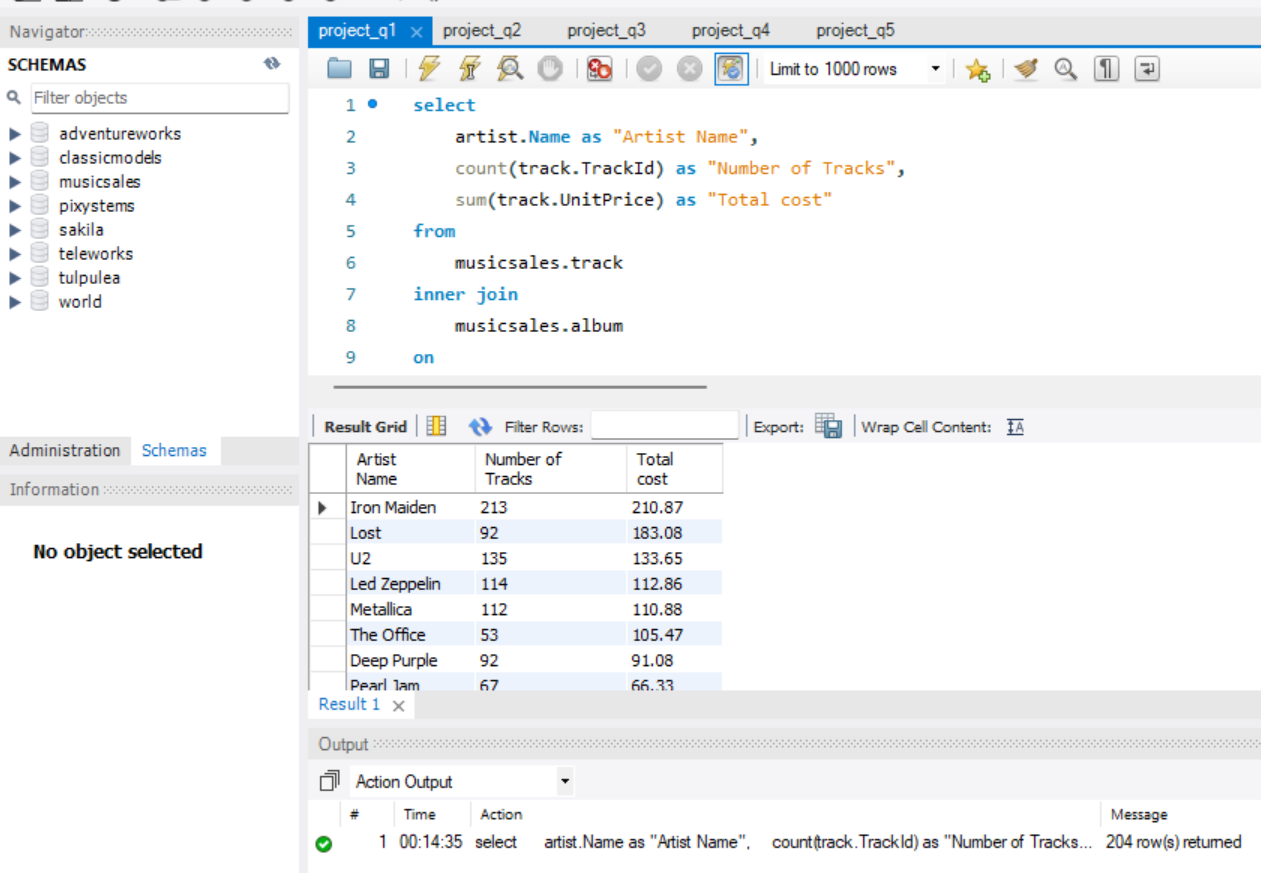 Navigator
SCHEMAS
Filter objects
adventureworks
classicmodels
musicsales
pixystems
sakila
teleworks
tulpulea
world
Administration Schemas
Information
No object selected
project_q1 project_q2 project_q3 project_q4 project_q5
Limit to 1000 rows
1 select
2 artist.Name as "Artist Name",
3 count(track.TrackId) as "Number of Tracks",
4 sum(track.UnitPrice) as "Total cost"
5 from
6 musicsales.track
7 inner join
8 musicsales.album
9 on
Result Grid Filter Rows: Export: Wrap Cell Content:
Artist Name Number of Tracks Total cost
Iron Maiden 213 210.87
Lost 92 183.08
U2 135 133.65
Led Zeppelin 114 112.86
Metallica 112 110.88
The Office 53 105.47
Deep Purple 92 91.08
Pearl Jam 67 66.33
Result 1
Output
Action Output
# Time Action Message
1 00:14:35 select artist.Name as "Artist Name", count(track.TrackId) as "Number of Tracks... 204 row(s) returned